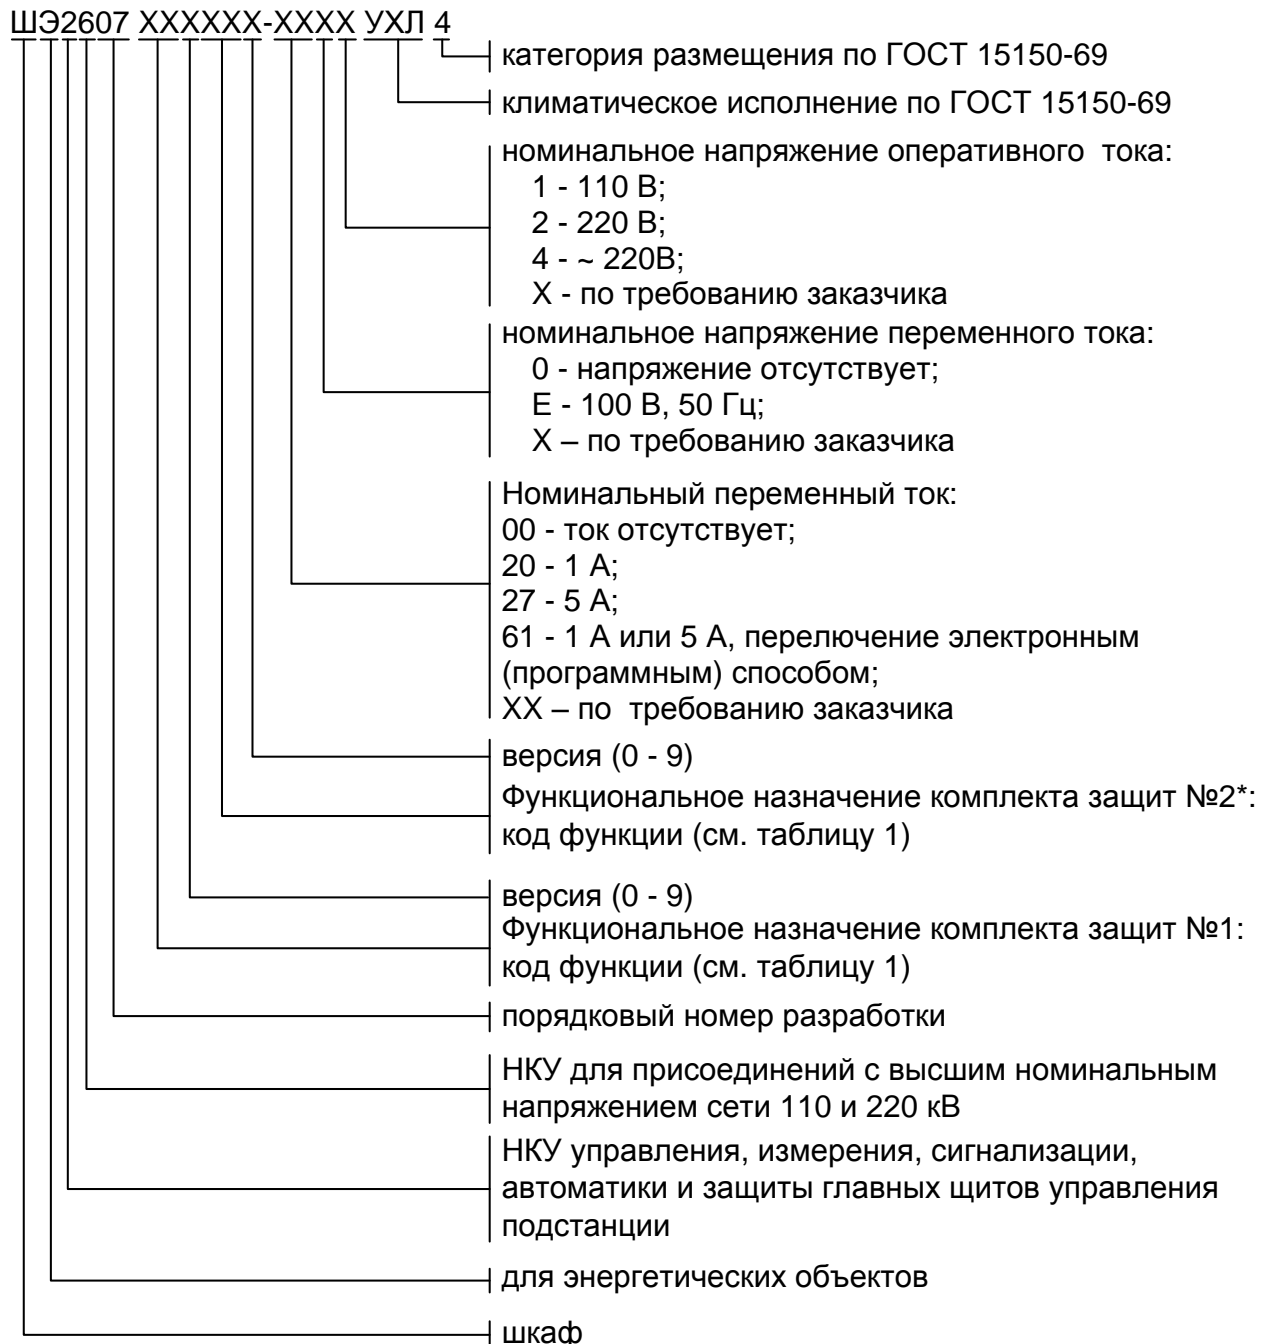 ШЭ2607 ХХХХХХ-ХХХХ УХЛ 4
категория размещения по ГОСТ 15150-69
климатическое исполнение по ГОСТ 15150-69
номинальное напряжение оперативного тока:
1 - 110 В;
2 - 220 В;
4 - ~ 220В;
Х - по требованию заказчика
номинальное напряжение переменного тока:
0 - напряжение отсутствует;
Е - 100 В, 50 Гц;
Х – по требованию заказчика
Номинальный переменный ток:
00 - ток отсутствует;
20 - 1 А;
27 - 5 А;
61 - 1 А или 5 А, перелючение электронным
(программным) способом;
ХХ – по требованию заказчика
версия (0 - 9)
Функциональное назначение комплекта защит №2*:
код функции (см. таблицу 1)
версия (0 - 9)
Функциональное назначение комплекта защит №1:
код функции (см. таблицу 1)
порядковый номер разработки
НКУ для присоединений с высшим номинальным
напряжением сети 110 и 220 кВ
НКУ управления, измерения, сигнализации,
автоматики и защиты главных щитов управления
подстанции
для энергетических объектов
шкаф